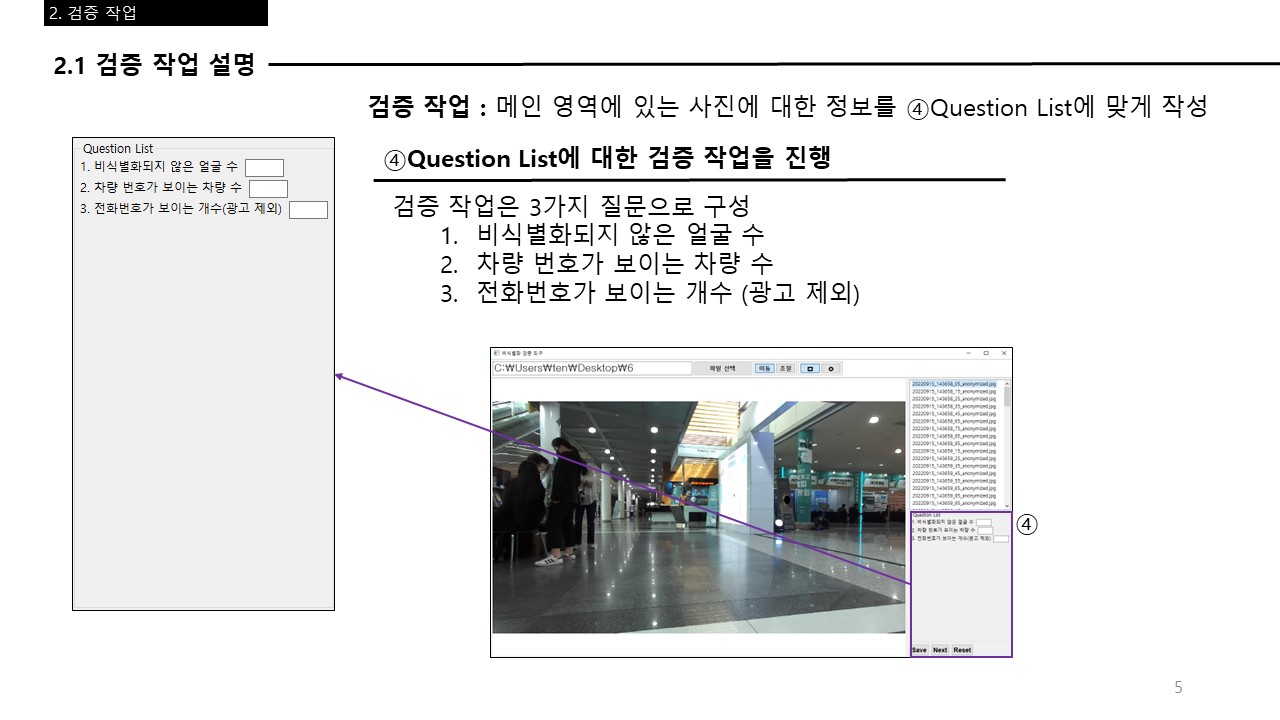 2. 검증 작업
2.1 검증 작업 설명
검증 작업 : 메인 영역에 있는 사진에 대한 정보를 ④Question List에 맞게 작성
④Question List에 대한 검증 작업을 진행
Question List
1. 비식별화되지 않은 얼굴 수
2. 차량 번호가 보이는 차량 수
3. 전화번호가 보이는 개수(광고 제외)
검증 작업은 3가지 질문으로 구성
1. 비식별화되지 않은 얼굴 수
2. 차량 번호가 보이는 차량 수
3. 전화번호가 보이는 개수 (광고 제외)
비식별화 검증 도구
C:₩Users₩ten₩Desktop₩6
파일 선택
이동
조절
20220915_143658_05_anonymized.jpg
20220915_143658_15_anonymized.jpg
20220915_143658_25_anonymized.jpg
20220915_143658_35_anonymized.jpg
20220915_143658_45_anonymized.jpg
20220915_143658_65_anonymized.jpg
20220915_143658_75_anonymized.jpg
20220915_143658_85_anonymized.jpg
20220915_143658_95_anonymized.jpg
20220915_143659_15_anonymized.jpg
20220915_143659_25_anonymized.jpg
20220915_143659_35_anonymized.jpg
20220915_143659_45_anonymized.jpg
20220915_143659_55_anonymized.jpg
20220915_143659_65_anonymized.jpg
20220915_143659_85_anonymized.jpg
20220915_143659_95_anonymized.jpg
Question List
1. 비식별화되지 않은 얼굴 수
2. 차량 번호가 보이는 차량 수
3. 전화번호가 보이는 개수(광고 제외)
④
Save Next Reset
5